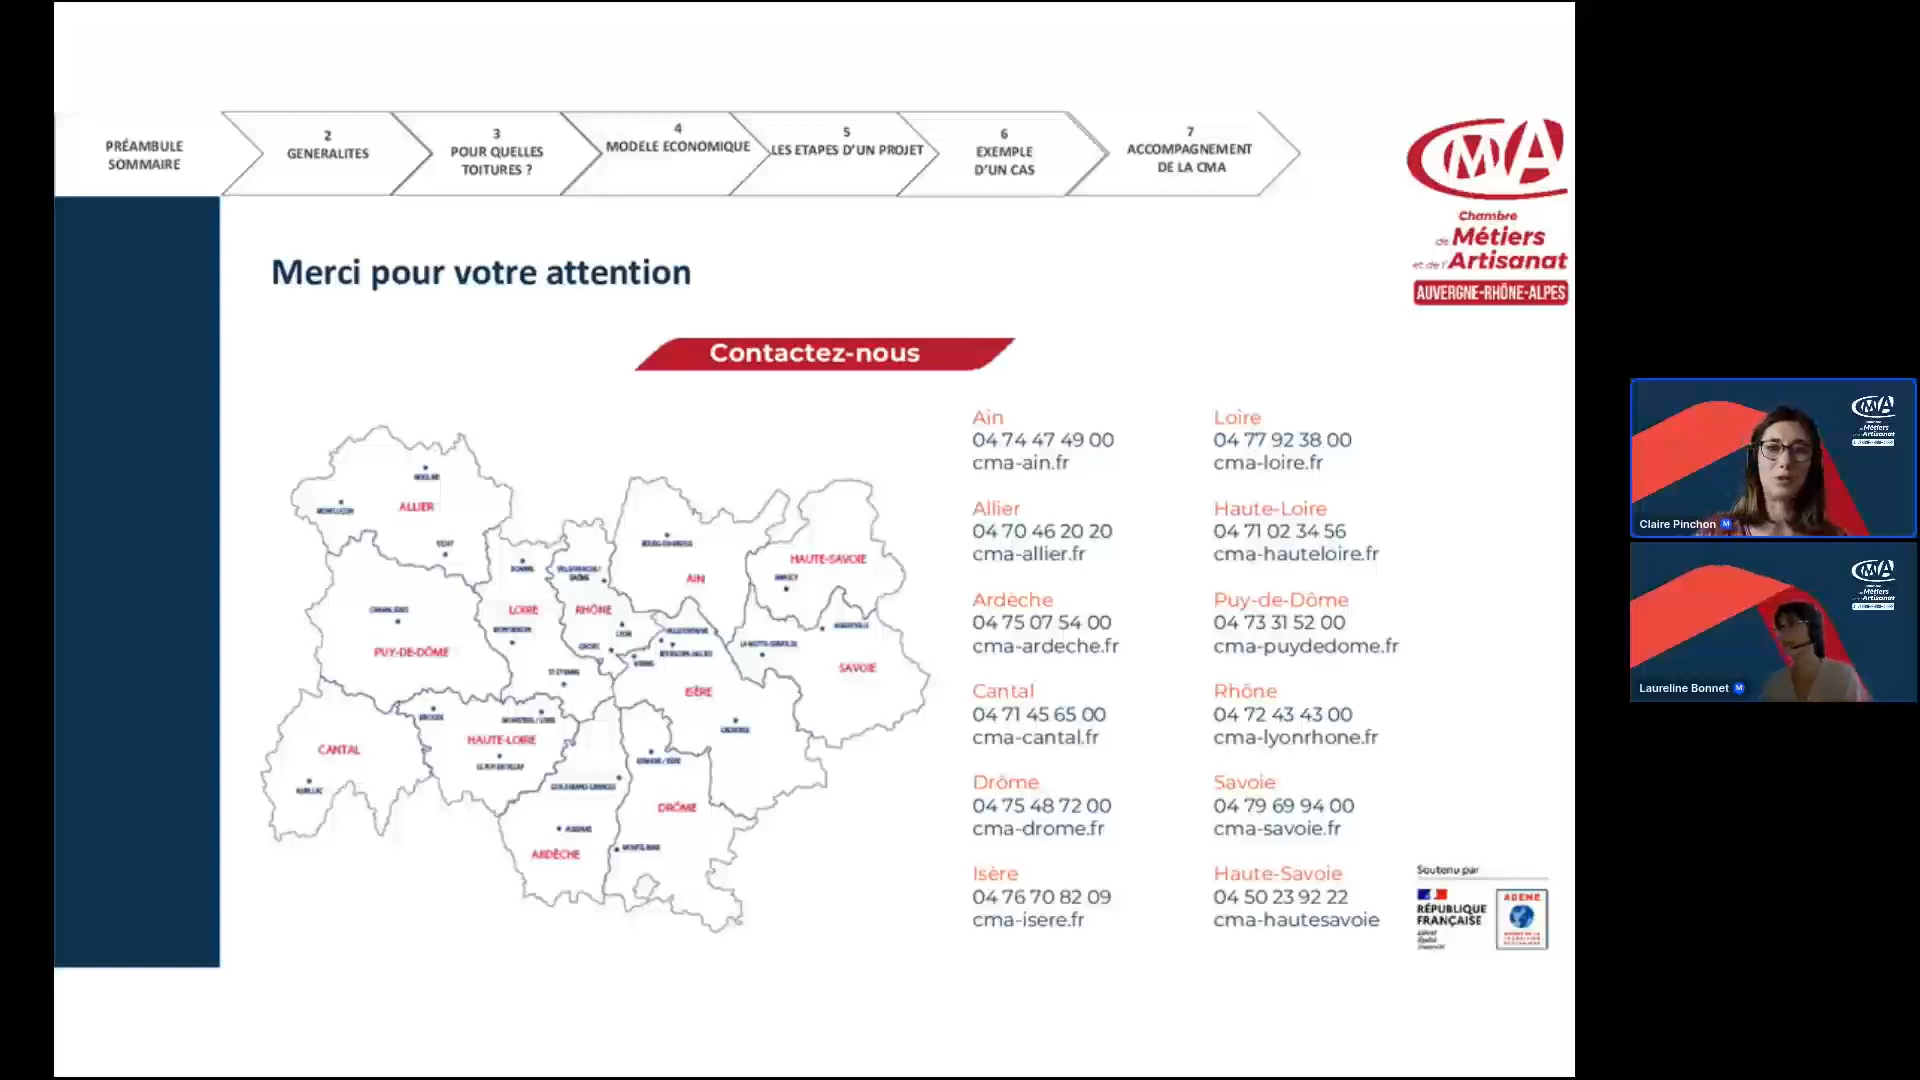 PRÉAMBULE
SOMMAIRE
2
GENERALITES
3
POUR QUELLES
TOITURES ?
4
MODELE ECONOMIQUE
5
LES ETAPES D'UN PROJET
6
EXEMPLE
D'UN CAS
7
ACCOMPAGNEMENT
DE LA CMA
CMA
Chambre
de Métiers
et de l'Artisanat
AUVERGNE-RHÔNE-ALPES
Merci pour votre attention
Contactez-nous
ALLIER
HAUTE-SAVOIE
AIN
LOIRE
RHÔNE
PUY-DE-DÔME
SAVOIE
ISÈRE
CANTAL
HAUTE-LOIRE
DRÔME
ARDÈCHE
Ain
04 74 47 49 00
cma-ain.fr
Allier
04 70 46 20 20
cma-allier.fr
Ardèche
04 75 07 54 00
cma-ardeche.fr
Cantal
04 71 45 65 00
cma-cantal.fr
Drôme
04 75 48 72 00
cma-drome.fr
Isère
04 76 70 82 09
cma-isere.fr
Loire
04 77 92 38 00
cma-loire.fr
Haute-Loire
04 71 02 34 56
cma-hauteloire.fr
Puy-de-Dôme
04 73 31 52 00
cma-puydedome.fr
Rhône
04 72 43 43 00
cma-lyonrhone.fr
Savoie
04 79 69 94 00
cma-savoie.fr
Haute-Savoie
04 50 23 92 22
cma-hautesavoie
Soutenu par
RÉPUBLIQUE
FRANÇAISE
ADEME
CMA
Claire Pinchon
CMA
Laureline Bonnet